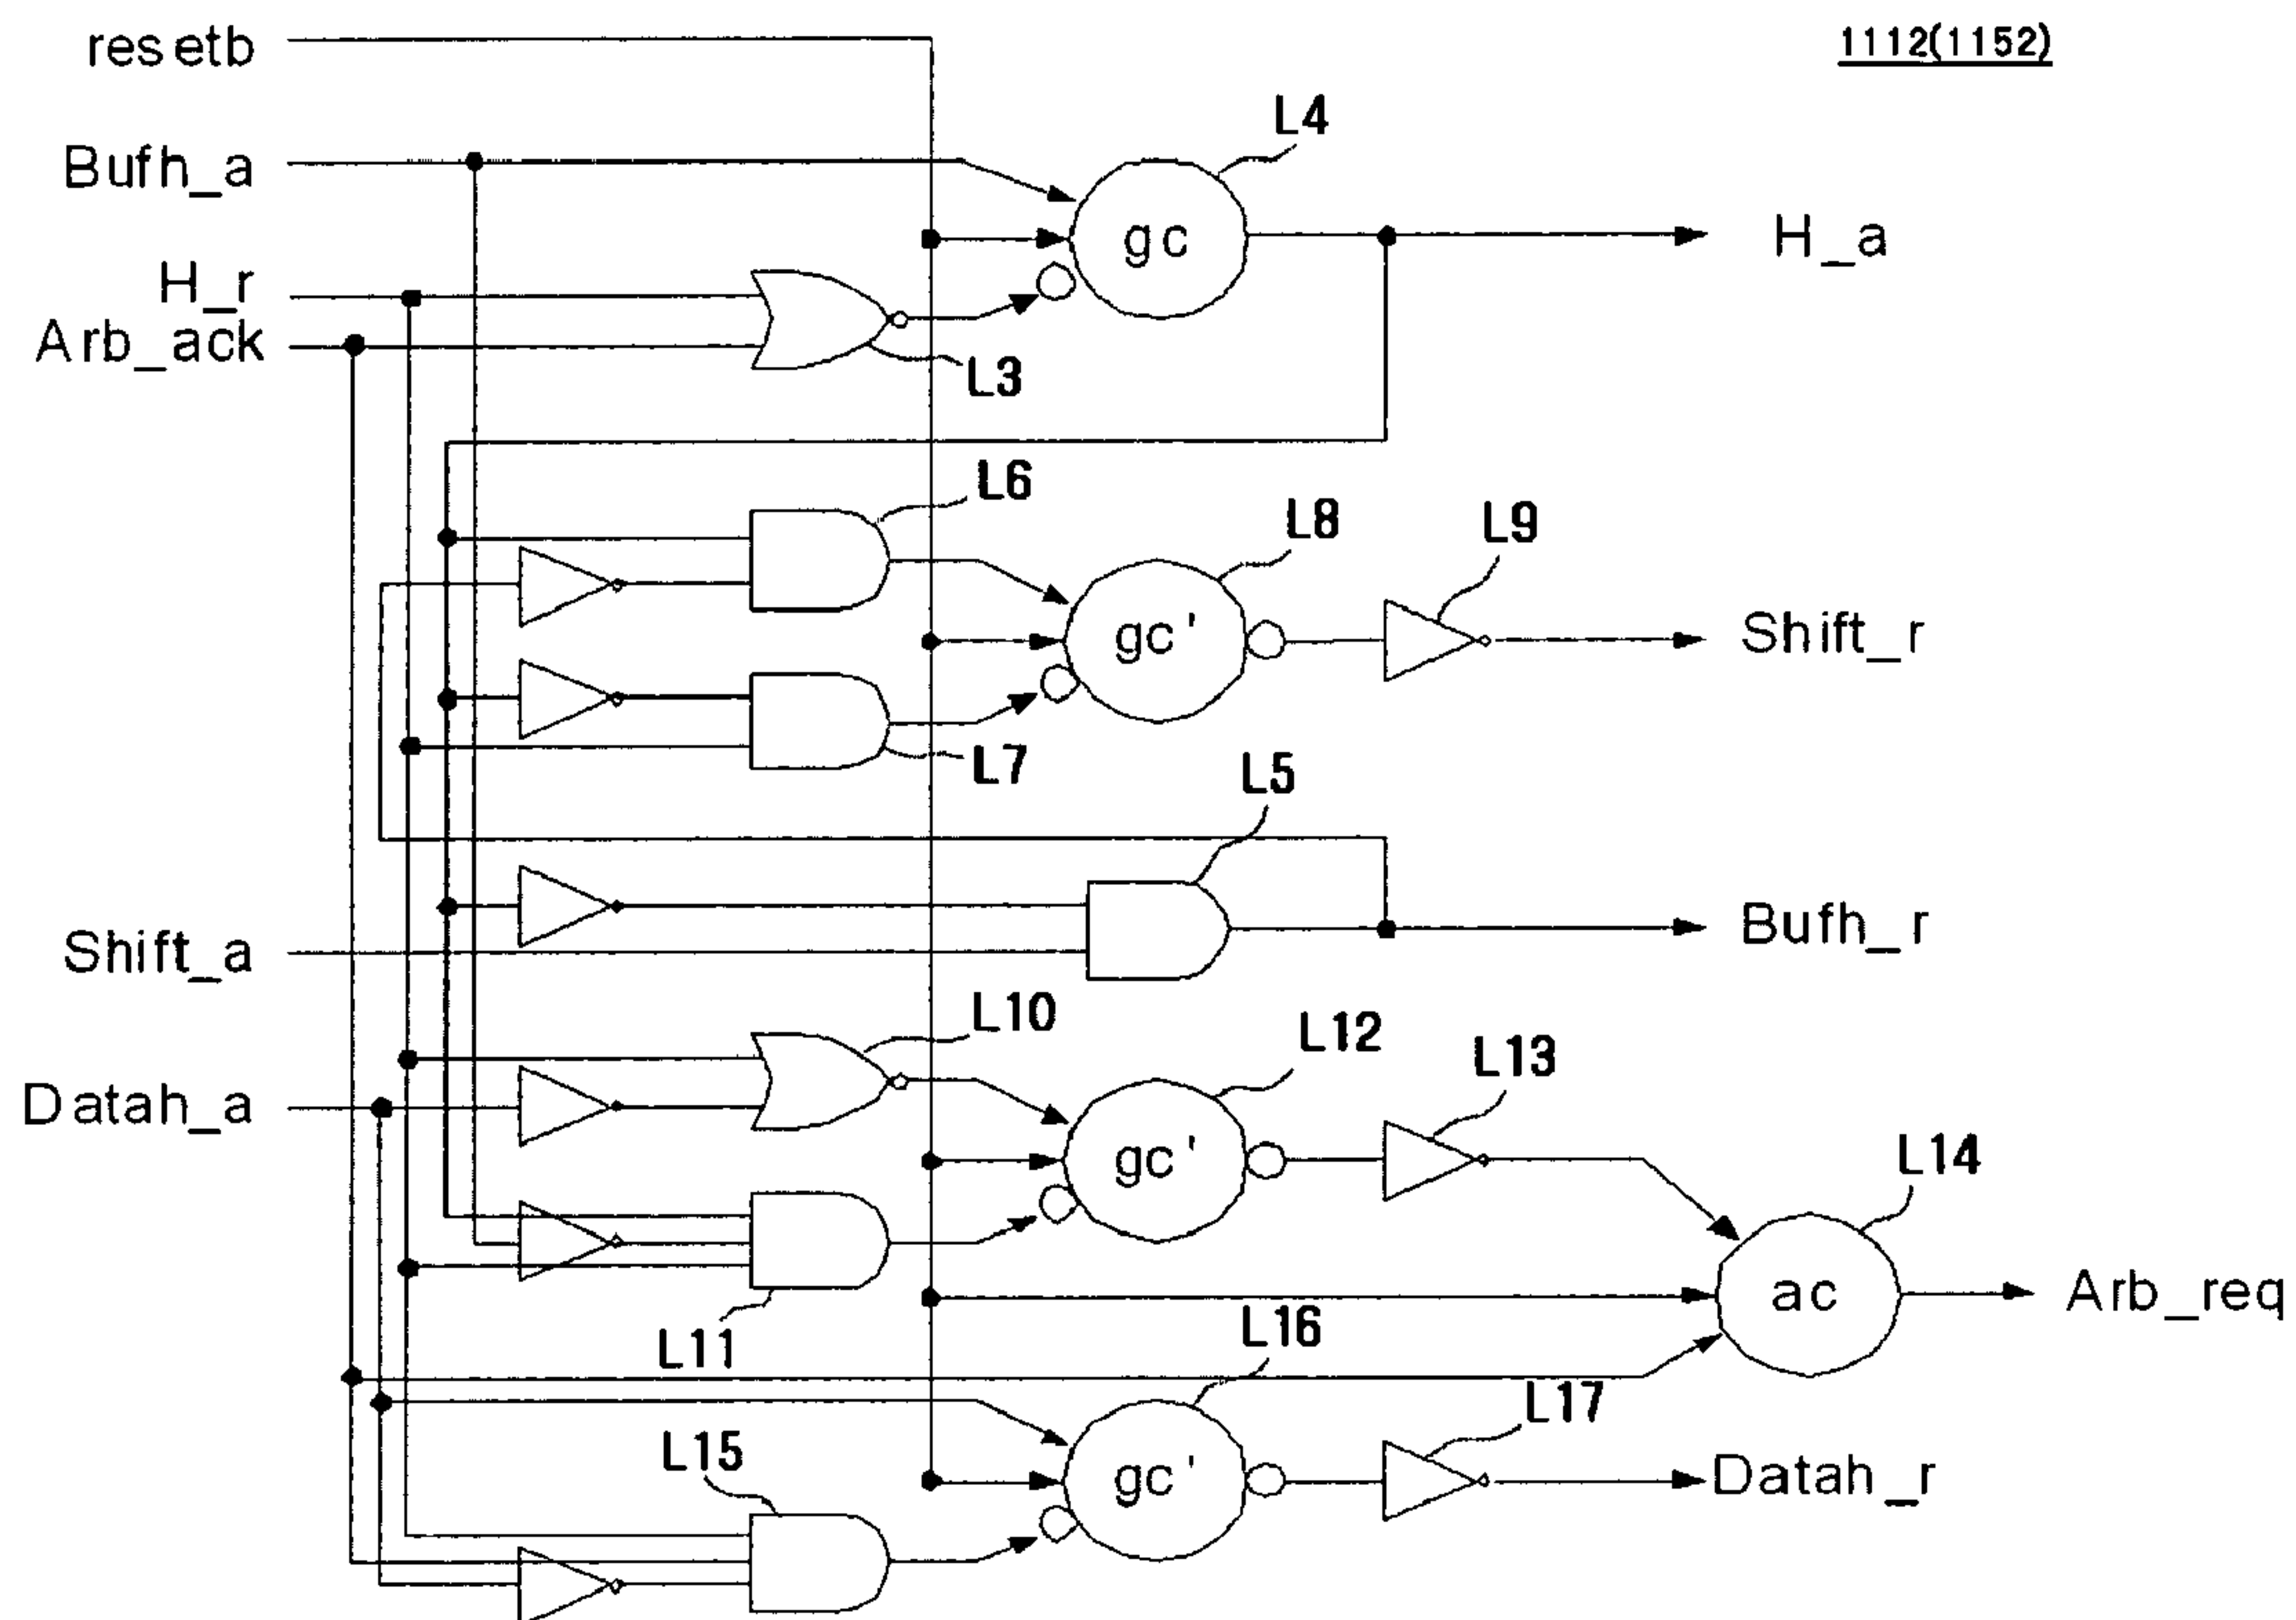 resetb
1112(1152)
L4
Bufh_a
gc
H_a
H_r
Arb_ack
L3
L6
L8
L9
gc'
Shift_r
L7
L5
Bufh_r
Shift_a
L10
L12
L13
Datah_a
gc'
L14
ac
Arb_req
L11
L16
L17
L15
gc'
Datah_r